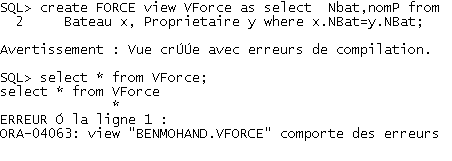 SQL> create FORCE view VForce as select  Nbat,nomP from
  2     Bateau x, Proprietaire y where x.NBat=y.NBat;
Avertissement : Vue crÚÚe avec erreurs de compilation.
SQL> select * from VForce;
select * from VForce
              *
ERREUR Ó la ligne 1 :
ORA-04063: view "BENMOHAND.VFORCE" comporte des erreurs